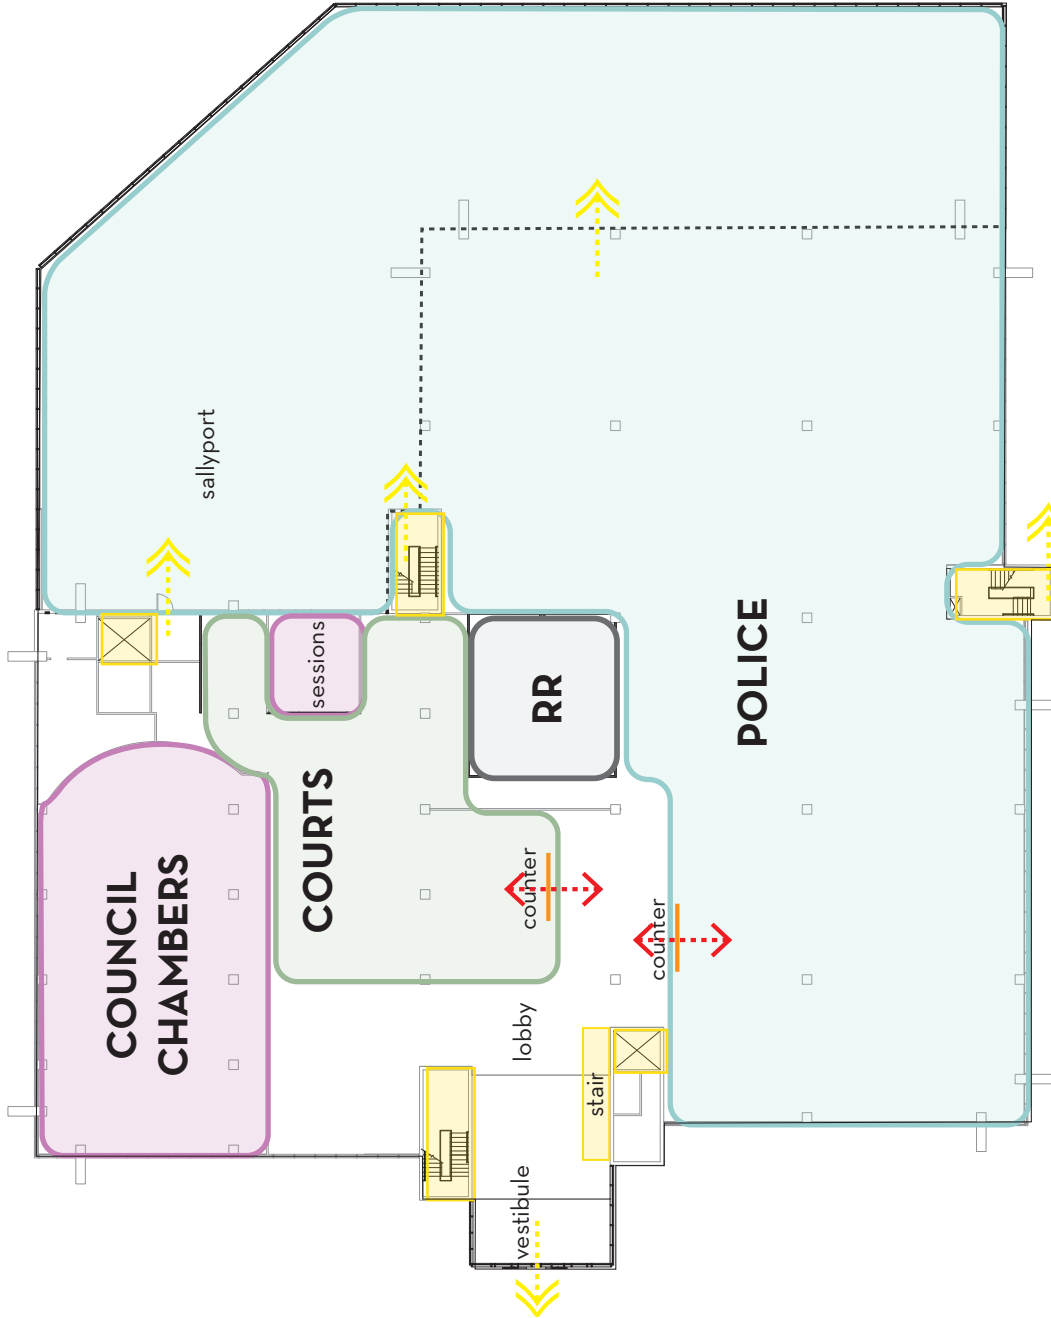 sallyport
sessions
RR
POLICE
COURTS
COUNCIL
CHAMBERS
counter
counter
lobby
stair
vestibule